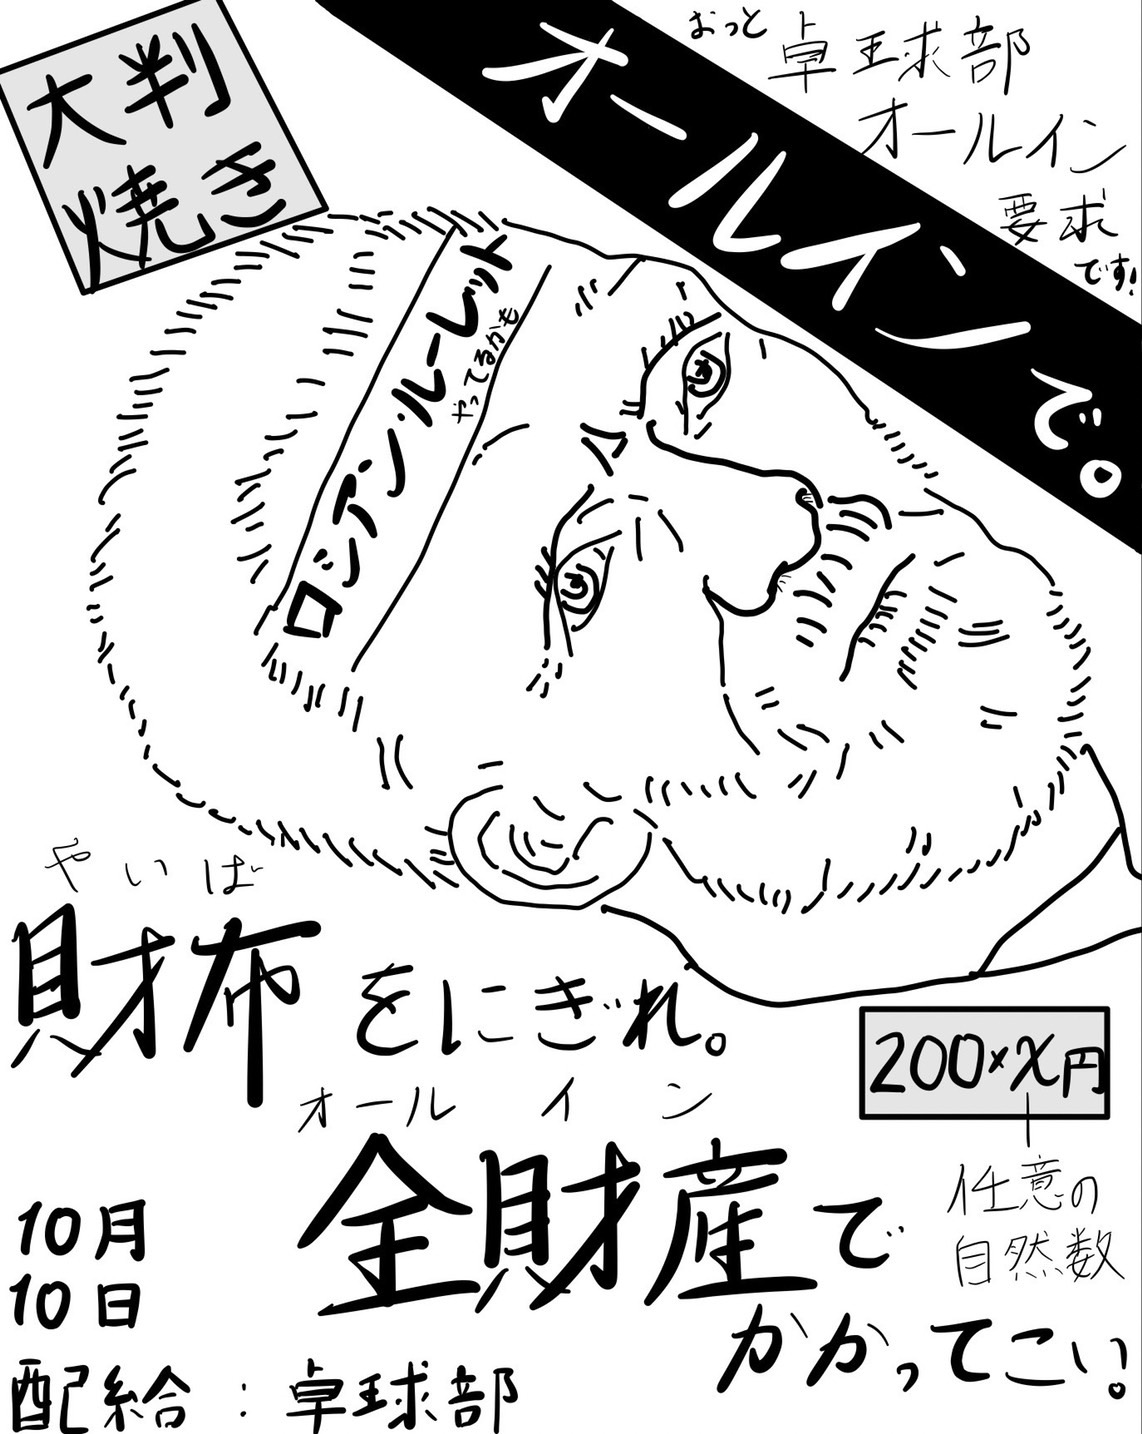 大判
焼き
オールインで。
おっと
卓球部
オールイン
要求
です!
ロシアン・ルーレット
やってるかも
やいば
財布をにぎれ。
オールイン
全財産で
かかってこい!
200×x円
任意の
自然数
10月
10日
配給：卓球部